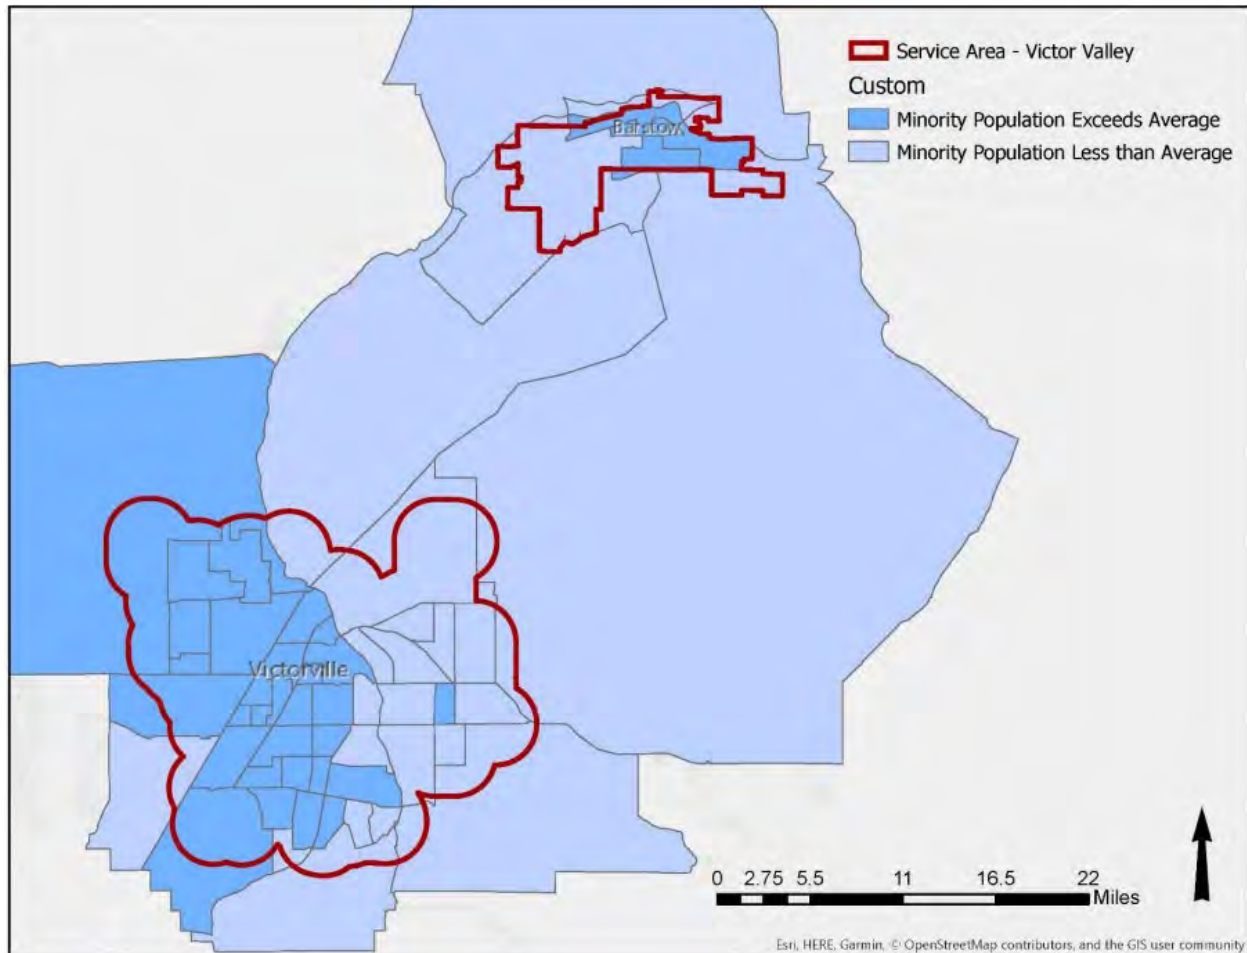 Service Area - Victor Valley
Custom
Minority Population Exceeds Average
Minority Population Less than Average
Barstow
Victorville
0 2.75 5.5 11 16.5 22
Miles
Esri, HERE, Garmin, © OpenStreetMap contributors, and the GIS user community